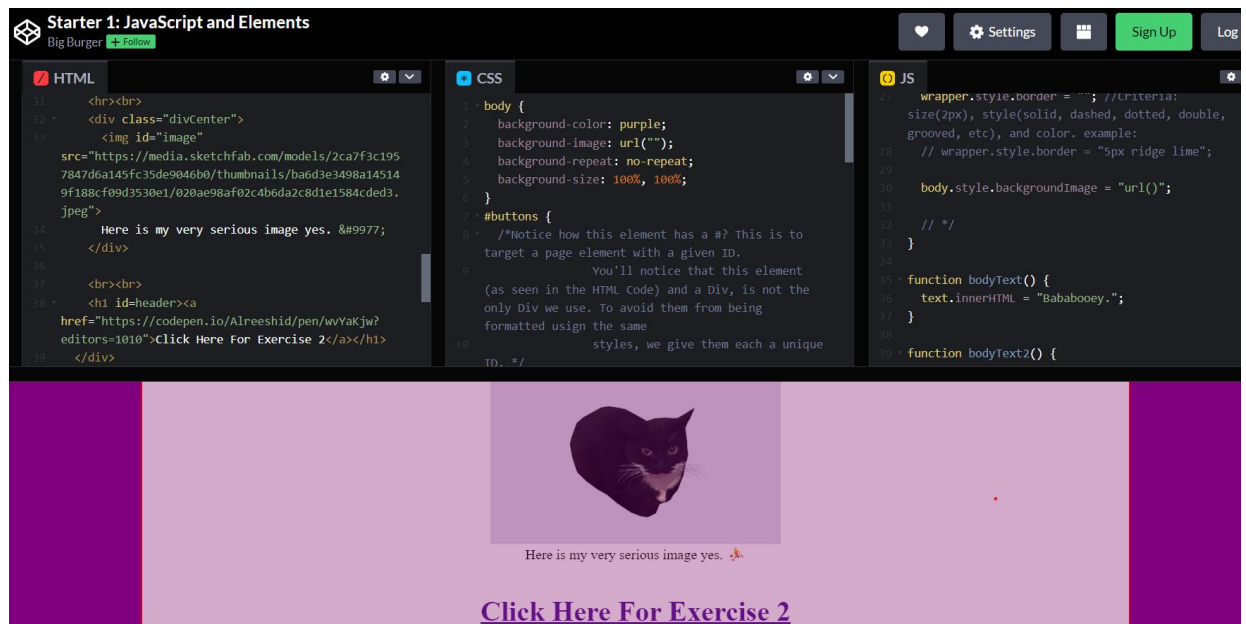 Starter 1: JavaScript and Elements
Big Burger + Follow
Settings
Sign Up
Log
HTML
31 <hr><br>
32 <div class="divCenter">
33 <img id="image"
src="https://media.sketchfab.com/models/2ca7f3c195
7847d6a145fc35de9046b0/thumbnails/ba6d3e3498a14514
9f188cf09d3530e1/020ae98af02c4b6da2c8d1e1584cded3.
jpeg">
34 Here is my very serious image yes. &#9977;
35 </div>
36
37 <br><br>
38 <h1 id=header><a
href="https://codepen.io/Alreeshid/pen/wvYaKjw?
editors=1010">Click Here For Exercise 2</a></h1>
39 </div>
CSS
1 body {
2 background-color: purple;
3 background-image: url("");
4 background-repeat: no-repeat;
5 background-size: 100%, 100%;
6 }
7 #buttons {
8 /*Notice how this element has a #? This is to
target a page element with a given ID.
9 You'll notice that this element
(as seen in the HTML Code) and a Div, is not the
only Div we use. To avoid them from being
formatted usign the same
10 styles, we give them each a unique
ID. */
JS
27 wrapper.style.border = ""; //Criteria:
size(2px), style(solid, dashed, dotted, double,
grooved, etc), and color. example:
28 // wrapper.style.border = "5px ridge lime";
29
30 body.style.backgroundImage = "url()";
31
32 // */
33 }
34
35 function bodyText() {
36 text.innerHTML = "Bababooey.";
37 }
38
39 function bodyText2() {
Here is my very serious image yes. ⛹
Click Here For Exercise 2